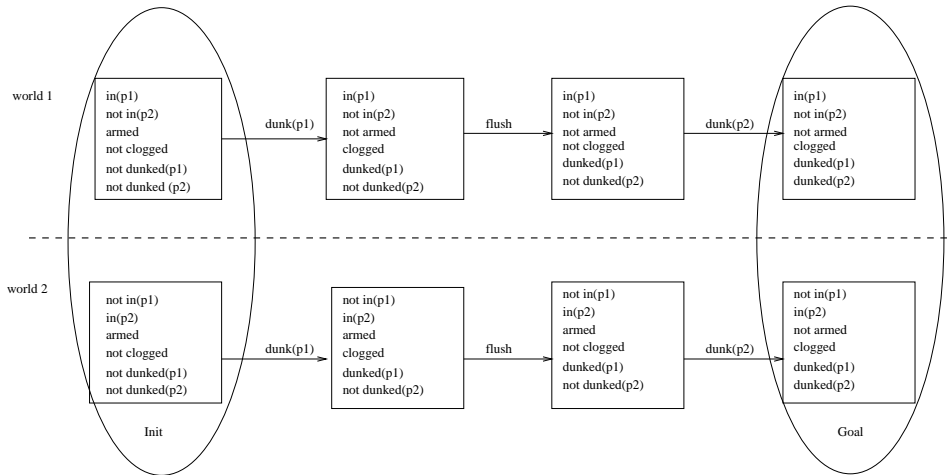 world 1
in(p1)
not in(p2)
armed
not clogged
not dunked(p1)
not dunked (p2)
dunk(p1)
in(p1)
not in(p2)
not armed
clogged
dunked(p1)
not dunked(p2)
flush
in(p1)
not in(p2)
not armed
not clogged
dunked(p1)
not dunked(p2)
dunk(p2)
in(p1)
not in(p2)
not armed
clogged
dunked(p1)
dunked(p2)
world 2
not in(p1)
in(p2)
armed
not clogged
not dunked(p1)
not dunked(p2)
dunk(p1)
not in(p1)
in(p2)
armed
clogged
dunked(p1)
not dunked(p2)
flush
not in(p1)
in(p2)
armed
not clogged
dunked(p1)
not dunked(p2)
dunk(p2)
not in(p1)
in(p2)
not armed
clogged
dunked(p1)
dunked(p2)
Init
Goal